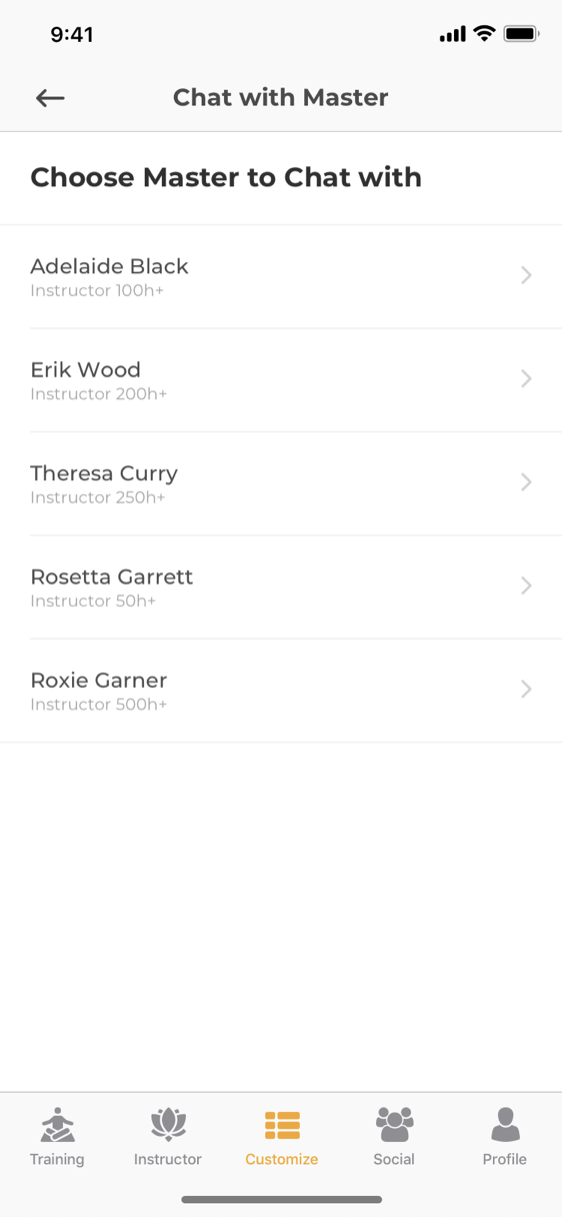 9:41
Chat with Master
Choose Master to Chat with
Adelaide Black
Instructor 100h+
Erik Wood
Instructor 200h+
Theresa Curry
Instructor 250h+
Rosetta Garrett
Instructor 50h+
Roxie Garner
Instructor 500h+
Training Instructor Customize Social Profile